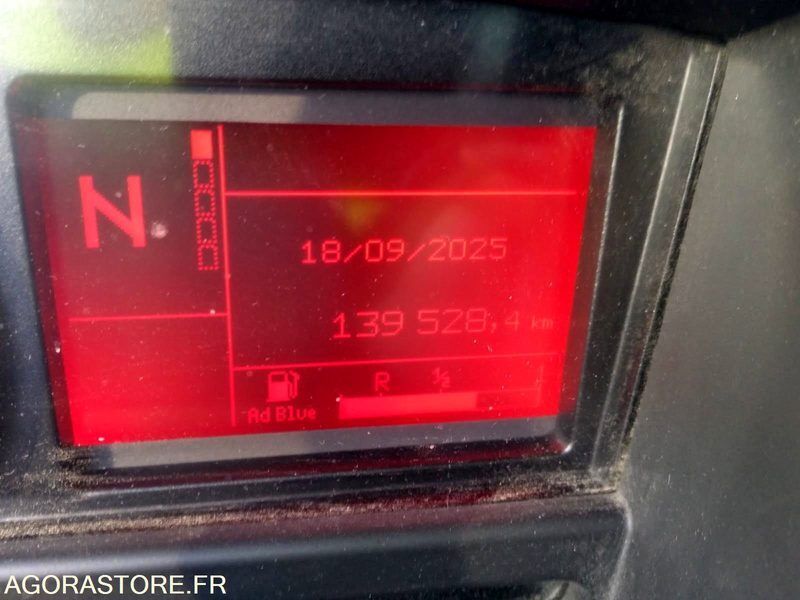 N
18/09/2025
139 528,4 km
R 1/2
Ad Blue
AGORASTORE.FR